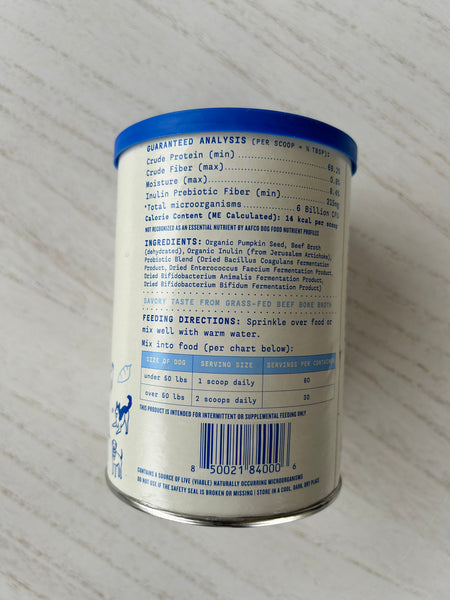 GUARANTEED ANALYSIS (PER SCOOP = ½ TBSP):
Crude Protein (min)
Crude Fiber (max)
Moisture (max)
Inulin Prebiotic Fiber (min) 215mg
*Total microorganisms 6 Billion CFU
Calorie Content (ME Calculated): 16 kcal per
NOT RECOGNIZED AS AN ESSENTIAL NUTRIENT BY AAFCO DOG FOOD NUTRIENT PROFILES
INGREDIENTS: Organic Pumpkin Seed, Beef Broth
(dehydrated), Organic Inulin (from Jerusalem Artichoke),
Probiotic Blend (Dried Bacillus Coagulans Fermentation
Product, Dried Enterococcus Faecium Fermentation Product,
Dried Bifidobacterium Animalis Fermentation Product,
Dried Bifidobacterium Bifidum Fermentation Product)
SAVORY TASTE FROM GRASS-FED BEEF BONE BROTH
FEEDING DIRECTIONS: Sprinkle over food or
mix well with warm water.
Mix into food (per chart below):
SIZE OF DOG SERVING SIZE SERVINGS PER CONTAINER
under 50 lbs 1 scoop daily 60
over 50 lbs 2 scoops daily 30
THIS PRODUCT IS INTENDED FOR INTERMITTENT OR SUPPLEMENTAL FEEDING ONLY
8 50021 84000 6
CONTAINS A SOURCE OF LIVE (VIABLE) NATURALLY OCCURRING MICROORGANISMS
DO NOT USE IF THE SAFETY SEAL IS BROKEN OR MISSING | STORE IN A COOL, DARK, DRY PLACE